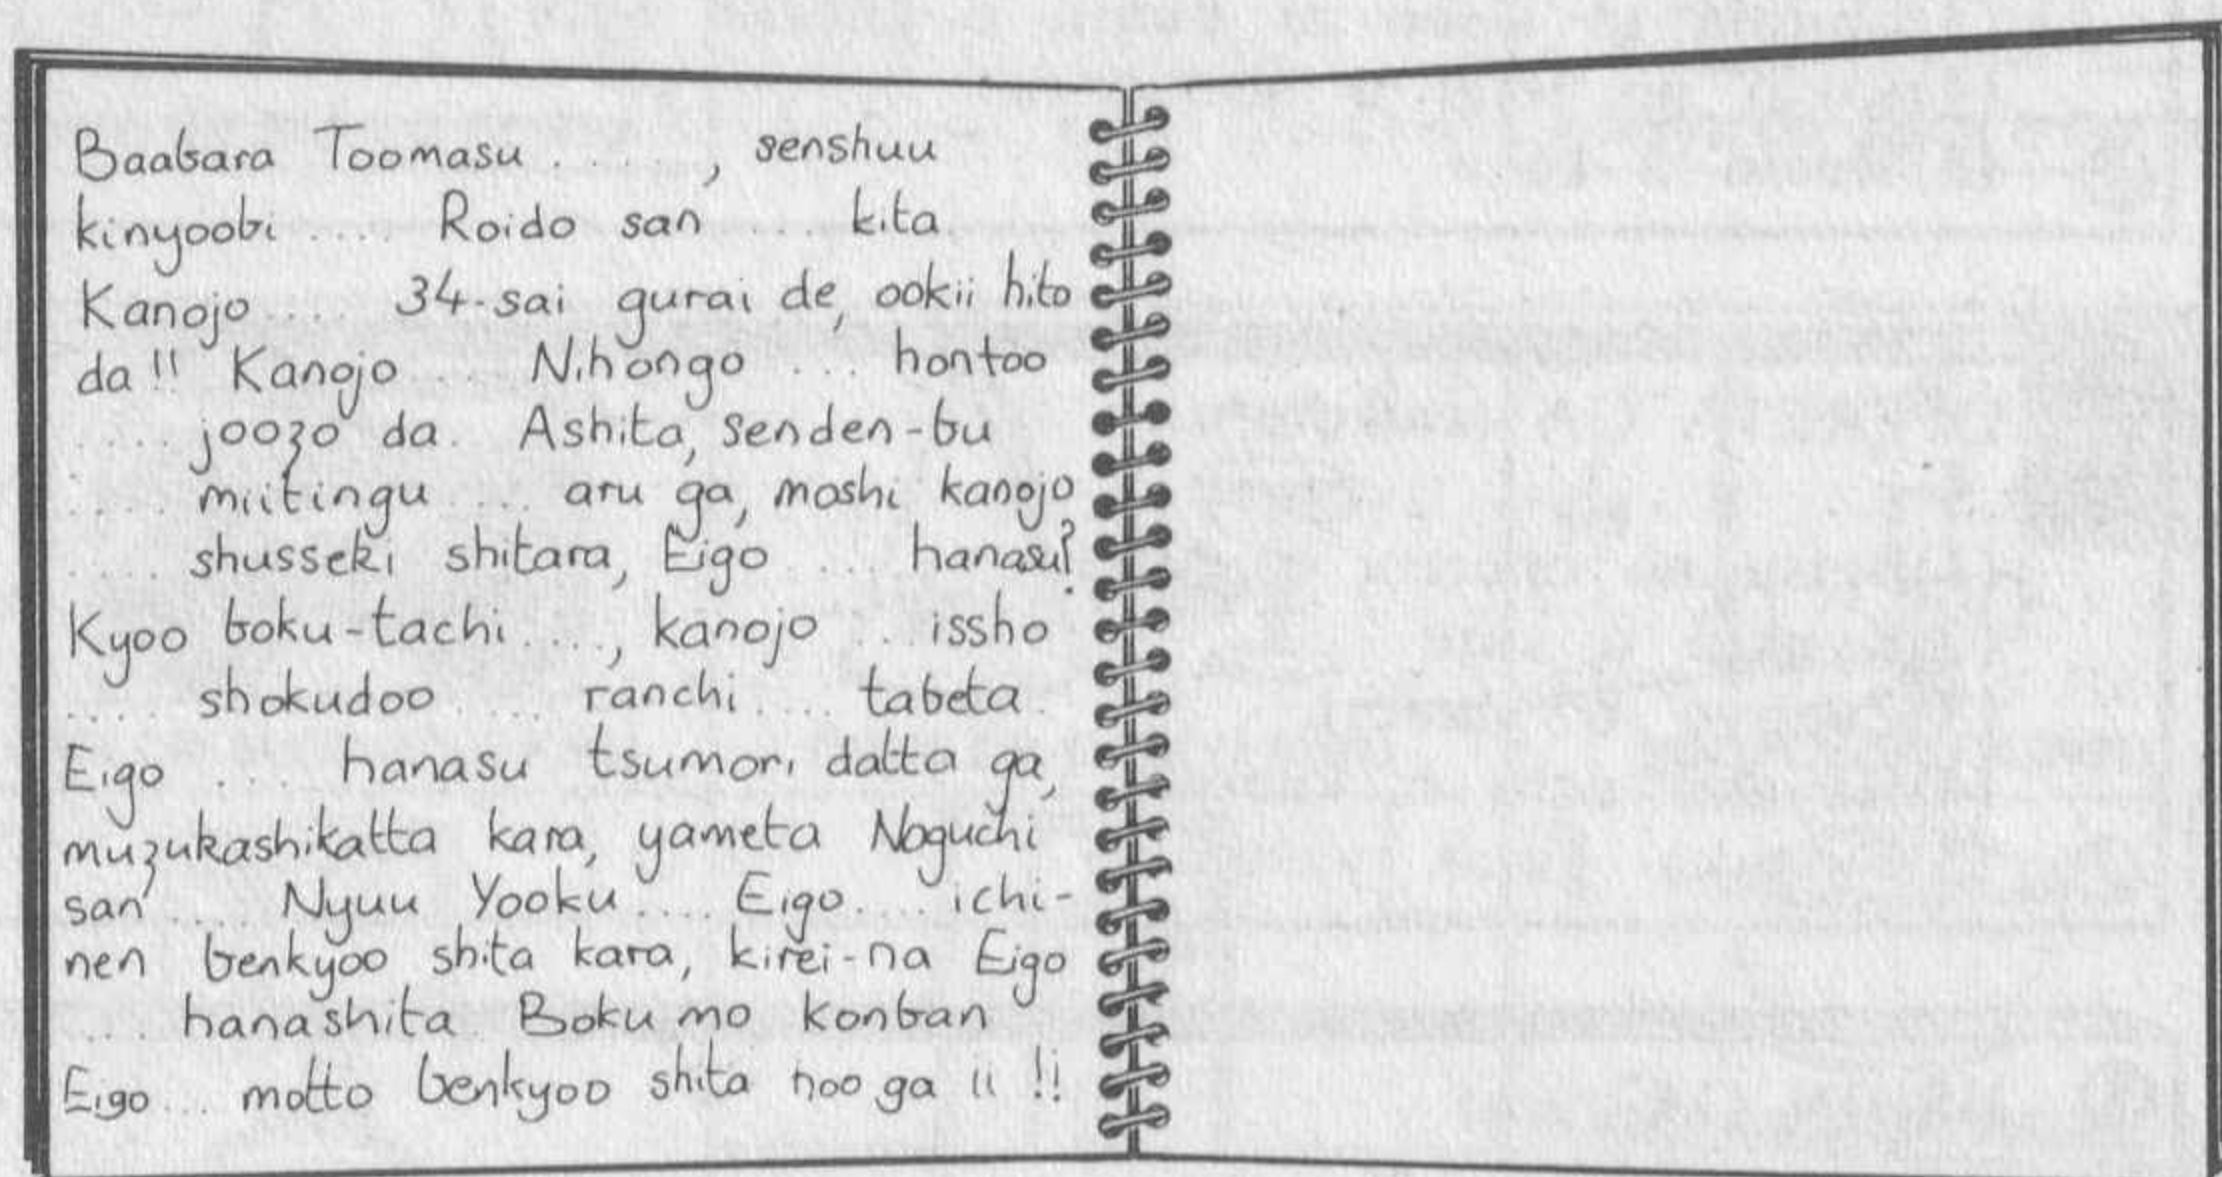 Baabara Toomasu ....., senshuu
kinyoobi ..... Roido san .... kita.
Kanojo .... 34-sai gurai de, ookii hito
da!! Kanojo .... Nihongo .... hontoo
..... joozo da. Ashita, senden-bu
..... miitingu .... aru ga, moshi kanojo
..... shusseki shitara, Eigo .... hanasu?
Kyoo boku-tachi ...., kanojo ... issho
..... shokudoo .... ranchi .... tabeta.
Eigo .... hanasu tsumori datta ga,
muzukashikatta kara, yameta. Noguchi
san .... Nyuu Yooku .... Eigo .... ichi-
nen benkyoo shita kara, kirei-na Eigo
.... hanashita. Boku mo konban
Eigo ... motto benkyoo shita hoo ga ii!!